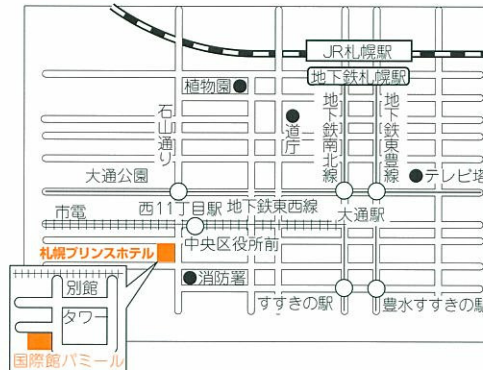 JR札幌駅
地下鉄札幌駅
植物園
石山通り
道庁
地下鉄南北線
地下鉄東豊線
大通公園
テレビ塔
市電
西11丁目駅
地下鉄東西線
大通駅
中央区役所前
札幌プリンスホテル
消防署
すすきの駅
豊水すすきの駅
別館
タワー
国際館パミール